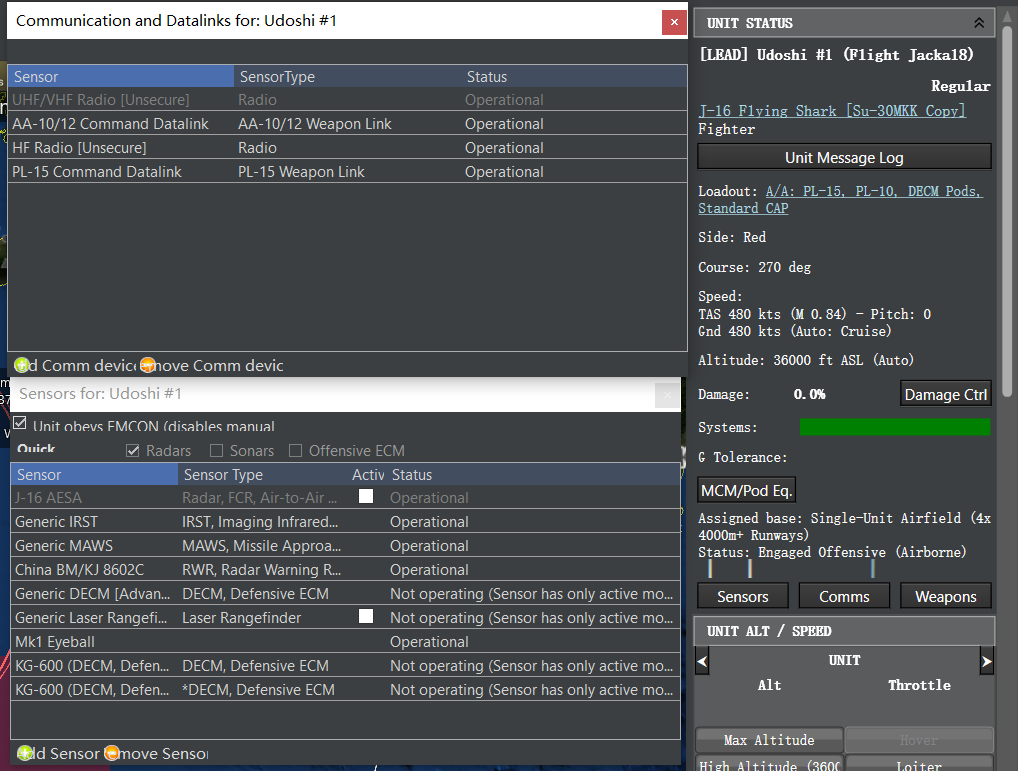 Communication and Datalinks for: Udoshi #1
Sensor SensorType Status
UHF/VHF Radio [Unsecure] Radio Operational
AA-10/12 Command Datalink AA-10/12 Weapon Link Operational
HF Radio [Unsecure] Radio Operational
PL-15 Command Datalink PL-15 Weapon Link Operational
d Comm device move Comm devic
Sensors for: Udoshi #1
Unit obeys EMCON (disables manual
Quick Radars Sonars Offensive ECM
Sensor Sensor Type Activ Status
J-16 AESA Radar, FCR, Air-to-Air ... Operational
Generic IRST IRST, Imaging Infrared... Operational
Generic MAWS MAWS, Missile Approa... Operational
China BM/KJ 8602C RWR, Radar Warning R... Operational
Generic DECM [Advan... DECM, Defensive ECM Not operating (Sensor has only active mo...
Generic Laser Rangefi... Laser Rangefinder Not operating (Sensor has only active mo...
Mk1 Eyeball Operational
KG-600 (DECM, Defen... DECM, Defensive ECM Not operating (Sensor has only active mo...
KG-600 (DECM, Defen... *DECM, Defensive ECM Not operating (Sensor has only active mo...
dd Sensor move Sensor
UNIT STATUS
[LEAD] Udoshi #1 (Flight Jacka18)
Regular
J-16 Flying Shark [Su-30MKK Copy]
Fighter
Unit Message Log
Loadout: A/A: PL-15, PL-10, DECM Pods,
Standard CAP
Side: Red
Course: 270 deg
Speed:
TAS 480 kts (M 0.84) - Pitch: 0
Gnd 480 kts (Auto: Cruise)
Altitude: 36000 ft ASL (Auto)
Damage: 0.0% Damage Ctrl
Systems:
G Tolerance:
MCM/Pod Eq.
Assigned base: Single-Unit Airfield (4x
4000m+ Runways)
Status: Engaged Offensive (Airborne)
Sensors Comms Weapons
UNIT ALT / SPEED
UNIT
Alt Throttle
Max Altitude Hover
High Altitude (3600 Loiter